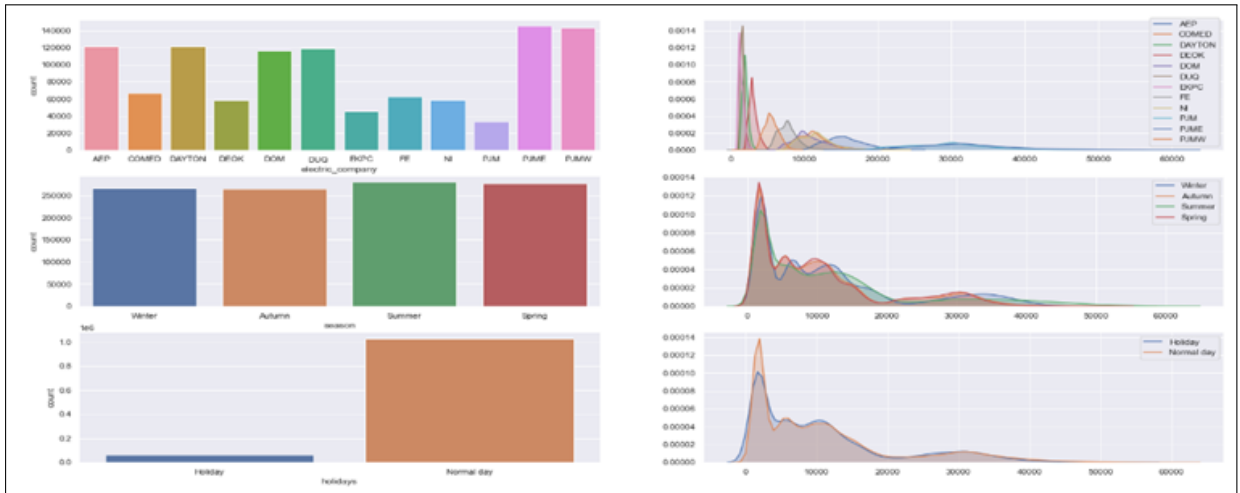 140000
120000
100000
80000
60000
40000
20000
0
count
AEP COMED DAYTON DEOK DOM DUQ EKPC FE NI PJM PJME PJMW
electric_company
0.0014
0.0012
0.0010
0.0008
0.0006
0.0004
0.0002
0.0000
0 10000 20000 30000 40000 50000 60000
AEP
COMED
DAYTON
DEOK
DOM
DUQ
EKPC
FE
NI
PJM
PJME
PJMW
250000
200000
150000
100000
50000
0
count
Winter Autumn Summer Spring
season
0.00014
0.00012
0.00010
0.00008
0.00006
0.00004
0.00002
0.00000
0 10000 20000 30000 40000 50000 60000
Winter
Autumn
Summer
Spring
1e6
1.0
0.8
0.6
0.4
0.2
0.0
count
Holiday Normal day
holidays
0.00014
0.00012
0.00010
0.00008
0.00006
0.00004
0.00002
0.00000
0 10000 20000 30000 40000 50000 60000
Holiday
Normal day